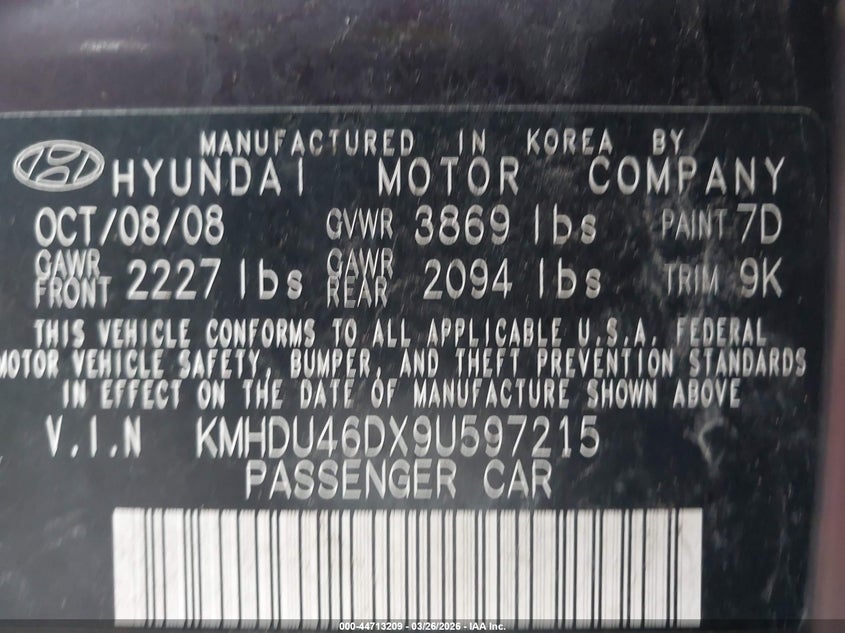 MANUFACTURED IN KOREA BY
HYUNDAI MOTOR COMPANY
OCT/08/08 GVWR 3869 lbs PAINT 7D
GAWR FRONT 2227 lbs GAWR REAR 2094 lbs TRIM 9K
THIS VEHICLE CONFORMS TO ALL APPLICABLE U.S.A. FEDERAL
MOTOR VEHICLE SAFETY, BUMPER, AND THEFT PREVENTION STANDARDS
IN EFFECT ON THE DATE OF MANUFACTURE SHOWN ABOVE
V.I.N KMHDU46DX9U597215
PASSENGER CAR
000-44713209 - 03/26/2026 - IAA Inc.